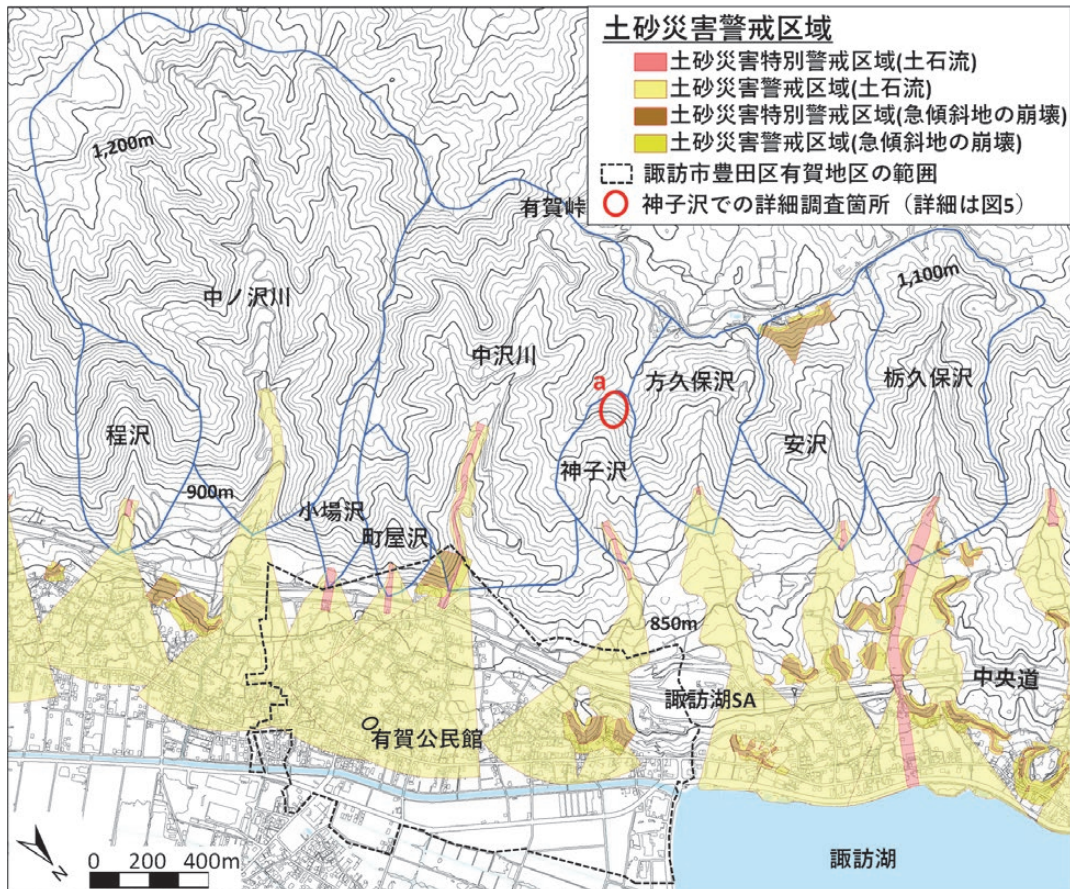 土砂災害警戒区域
土砂災害特別警戒区域(土石流)
土砂災害警戒区域(土石流)
土砂災害特別警戒区域(急傾斜地の崩壊)
土砂災害警戒区域(急傾斜地の崩壊)
諏訪市豊田区有賀地区の範囲
神子沢での詳細調査箇所（詳細は図5）
1,200m
有賀峠
1,100m
中ノ沢川
中沢川
a
方久保沢
栃久保沢
程沢
安沢
神子沢
900m
小場沢
町屋沢
850m
中央道
諏訪湖SA
有賀公民館
N
0 200 400m
諏訪湖